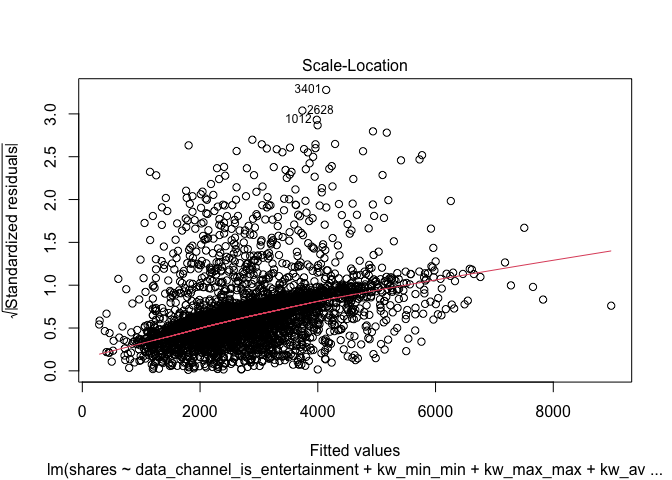 Scale-Location
3401
2628
1012
√|Standardized residuals|
0.0 0.5 1.0 1.5 2.0 2.5 3.0
0 2000 4000 6000 8000
Fitted values
lm(shares ~ data_channel_is_entertainment + kw_min_min + kw_max_max + kw_av ...